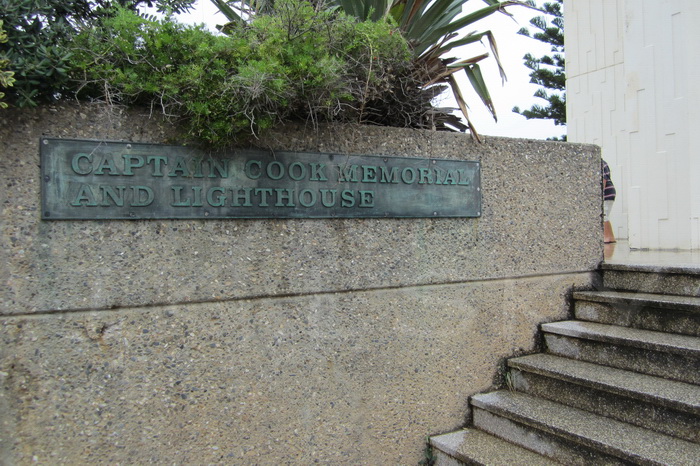 CAPTAIN COOK MEMORIAL
AND LIGHTHOUSE